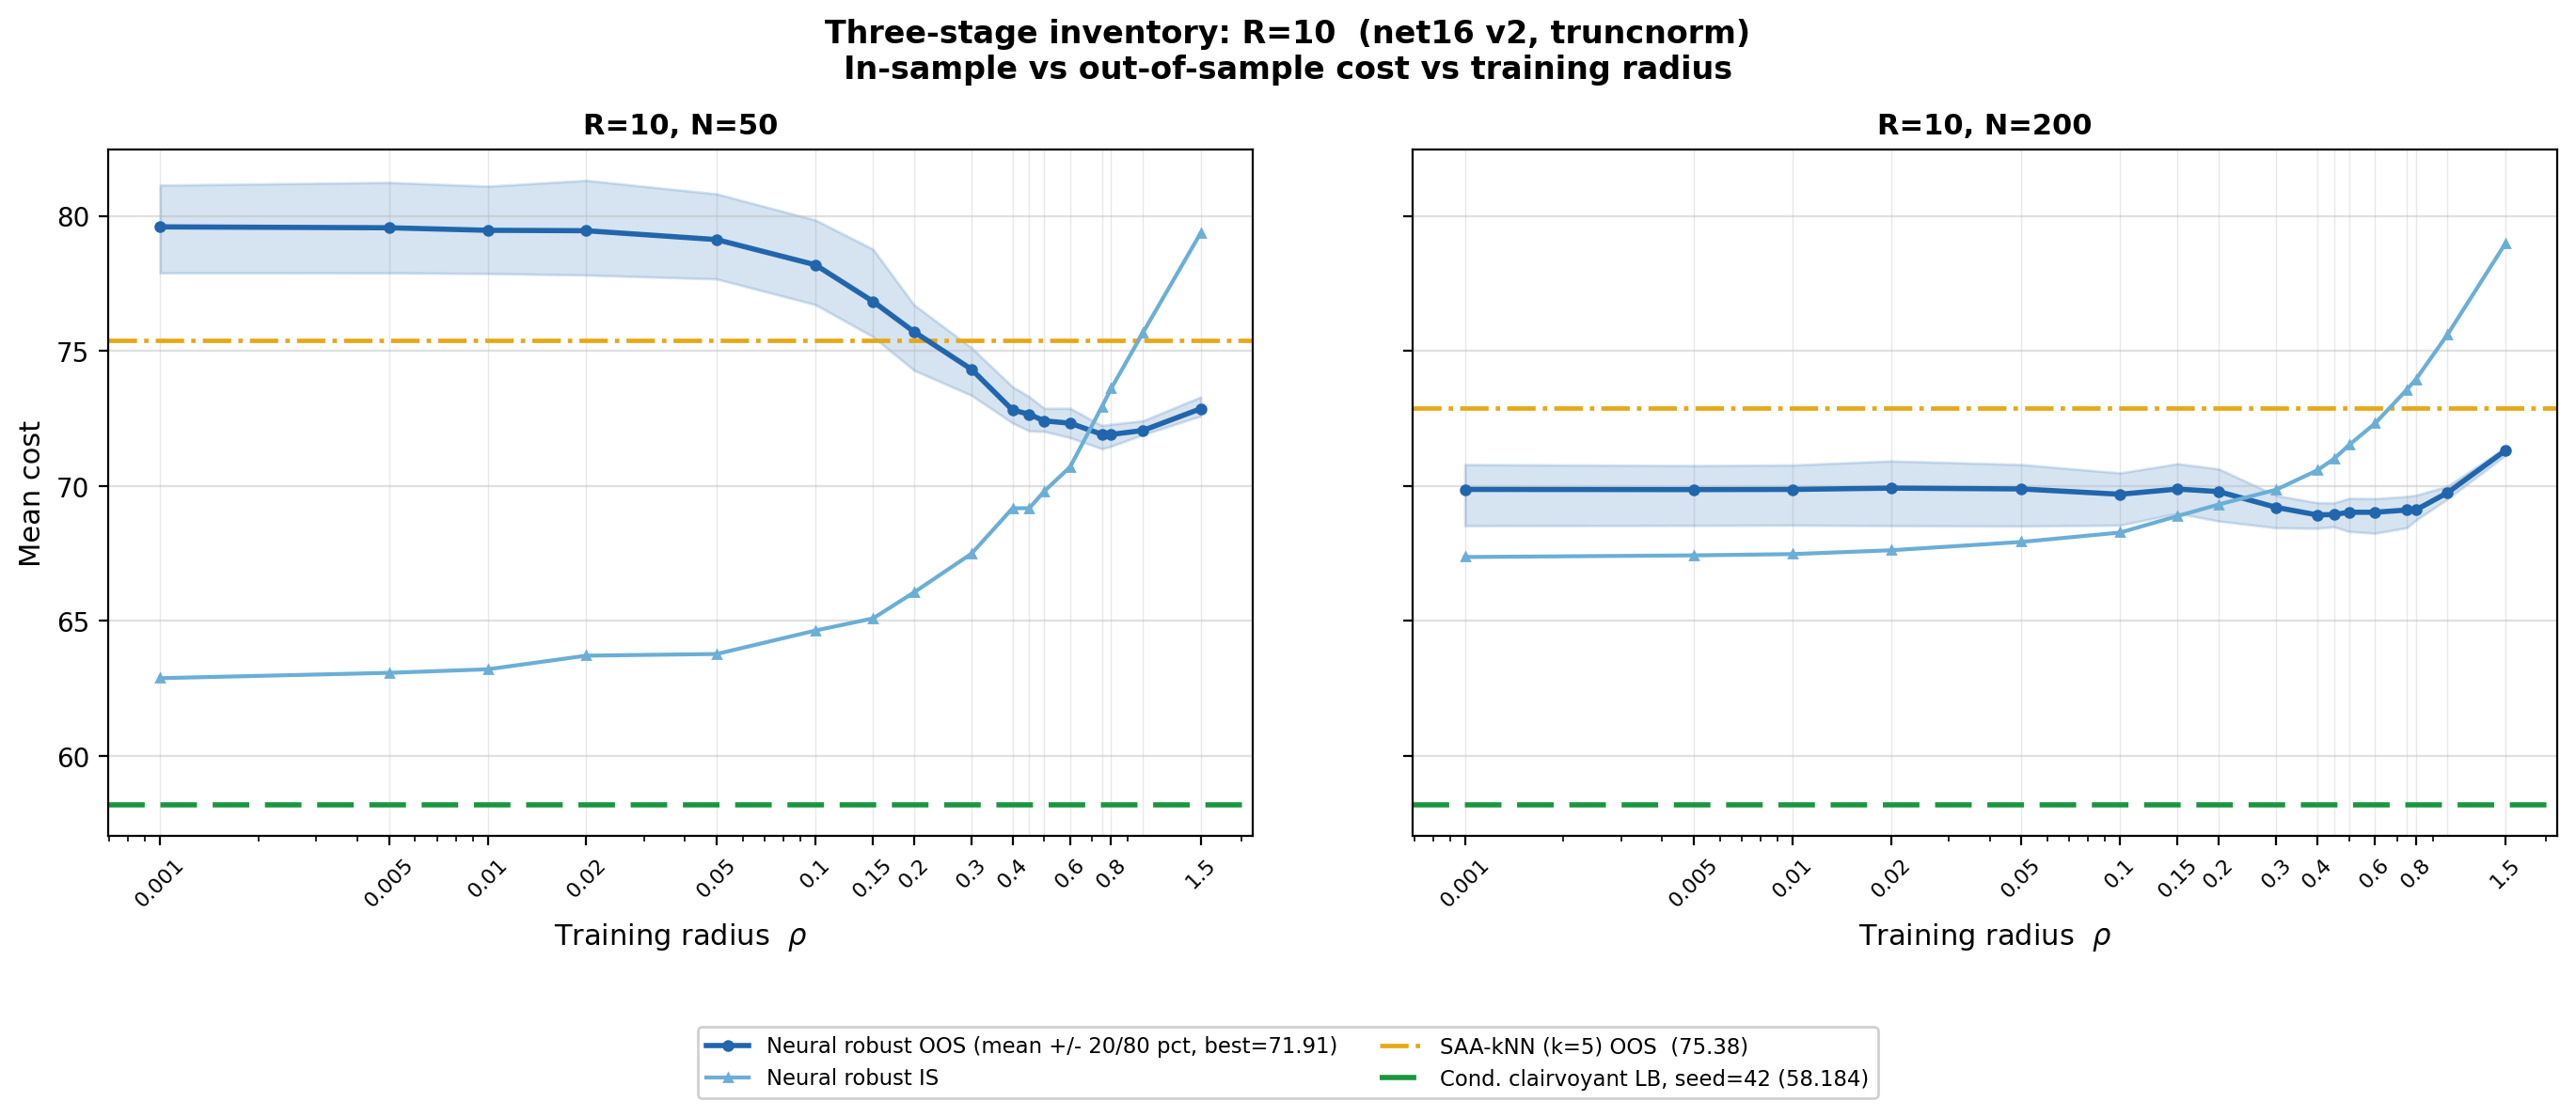 Three-stage inventory: R=10  (net16 v2, truncnorm)
In-sample vs out-of-sample cost vs training radius
R=10, N=50
R=10, N=200
Mean cost
80
75
70
65
60
0.001
0.005
0.01
0.02
0.05
0.1
0.15
0.2
0.3
0.4
0.6
0.8
1.5
Training radius  ρ
0.001
0.005
0.01
0.02
0.05
0.1
0.15
0.2
0.3
0.4
0.6
0.8
1.5
Training radius  ρ
Neural robust OOS (mean +/- 20/80 pct, best=71.91)
Neural robust IS
SAA-kNN (k=5) OOS  (75.38)
Cond. clairvoyant LB, seed=42 (58.184)